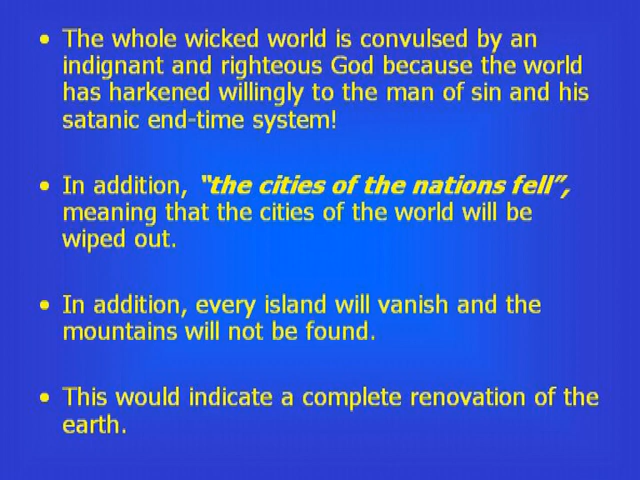 • The whole wicked world is convulsed by an
indignant and righteous God because the world
has harkened willingly to the man of sin and his
satanic end-time system!
• In addition, “the cities of the nations fell”,
meaning that the cities of the world will be
wiped out.
• In addition, every island will vanish and the
mountains will not be found.
• This would indicate a complete renovation of the
earth.